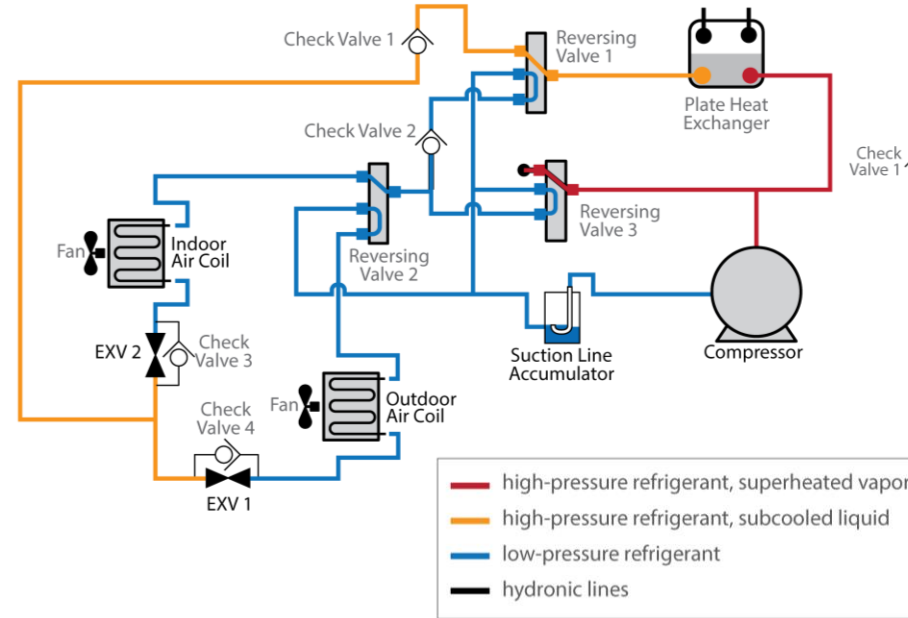 Check Valve 1
Reversing
Valve 1
Plate Heat
Exchanger
Check Valve 2
Check
Valve 1
Reversing
Valve 3
Fan
Indoor
Air Coil
Reversing
Valve 2
EXV 2
Check
Valve 3
Suction Line
Accumulator
Compressor
Fan
Outdoor
Air Coil
Check
Valve 4
EXV 1
high-pressure refrigerant, superheated vapor
high-pressure refrigerant, subcooled liquid
low-pressure refrigerant
hydronic lines